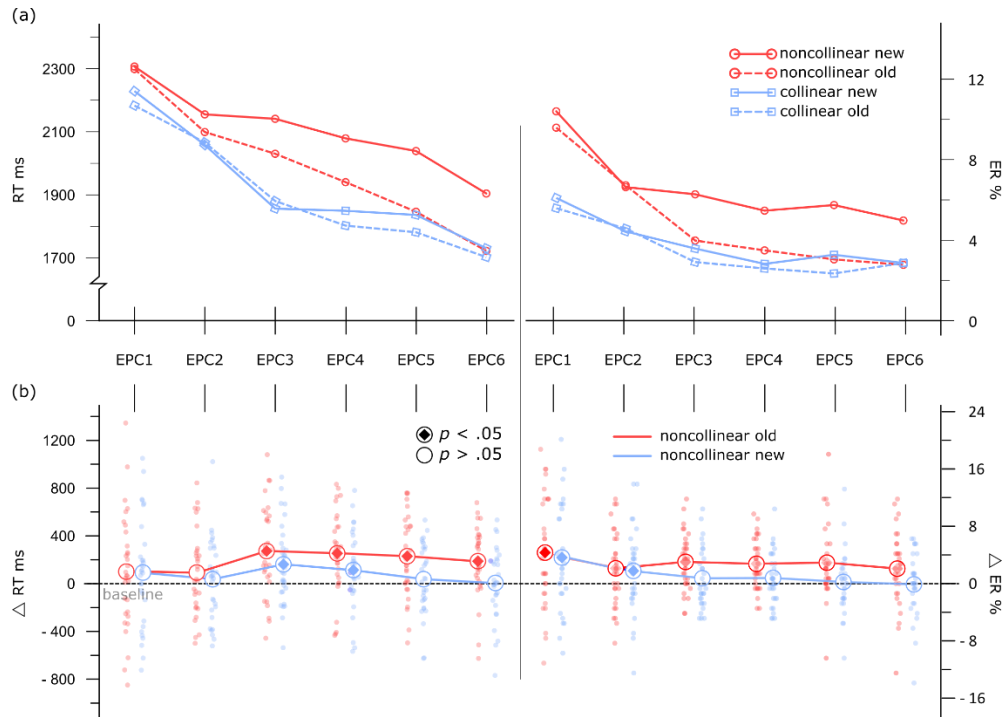 (a)
2300
2100
1900
1700
0
RT ms
noncollinear new
noncollinear old
collinear new
collinear old
12
8
4
0
ER %
EPC1 EPC2 EPC3 EPC4 EPC5 EPC6
EPC1 EPC2 EPC3 EPC4 EPC5 EPC6
(b)
1200
800
400
0
- 400
- 800
△ RT ms
baseline
p < .05
p > .05
noncollinear old
noncollinear new
24
16
8
0
- 8
- 16
△ ER %